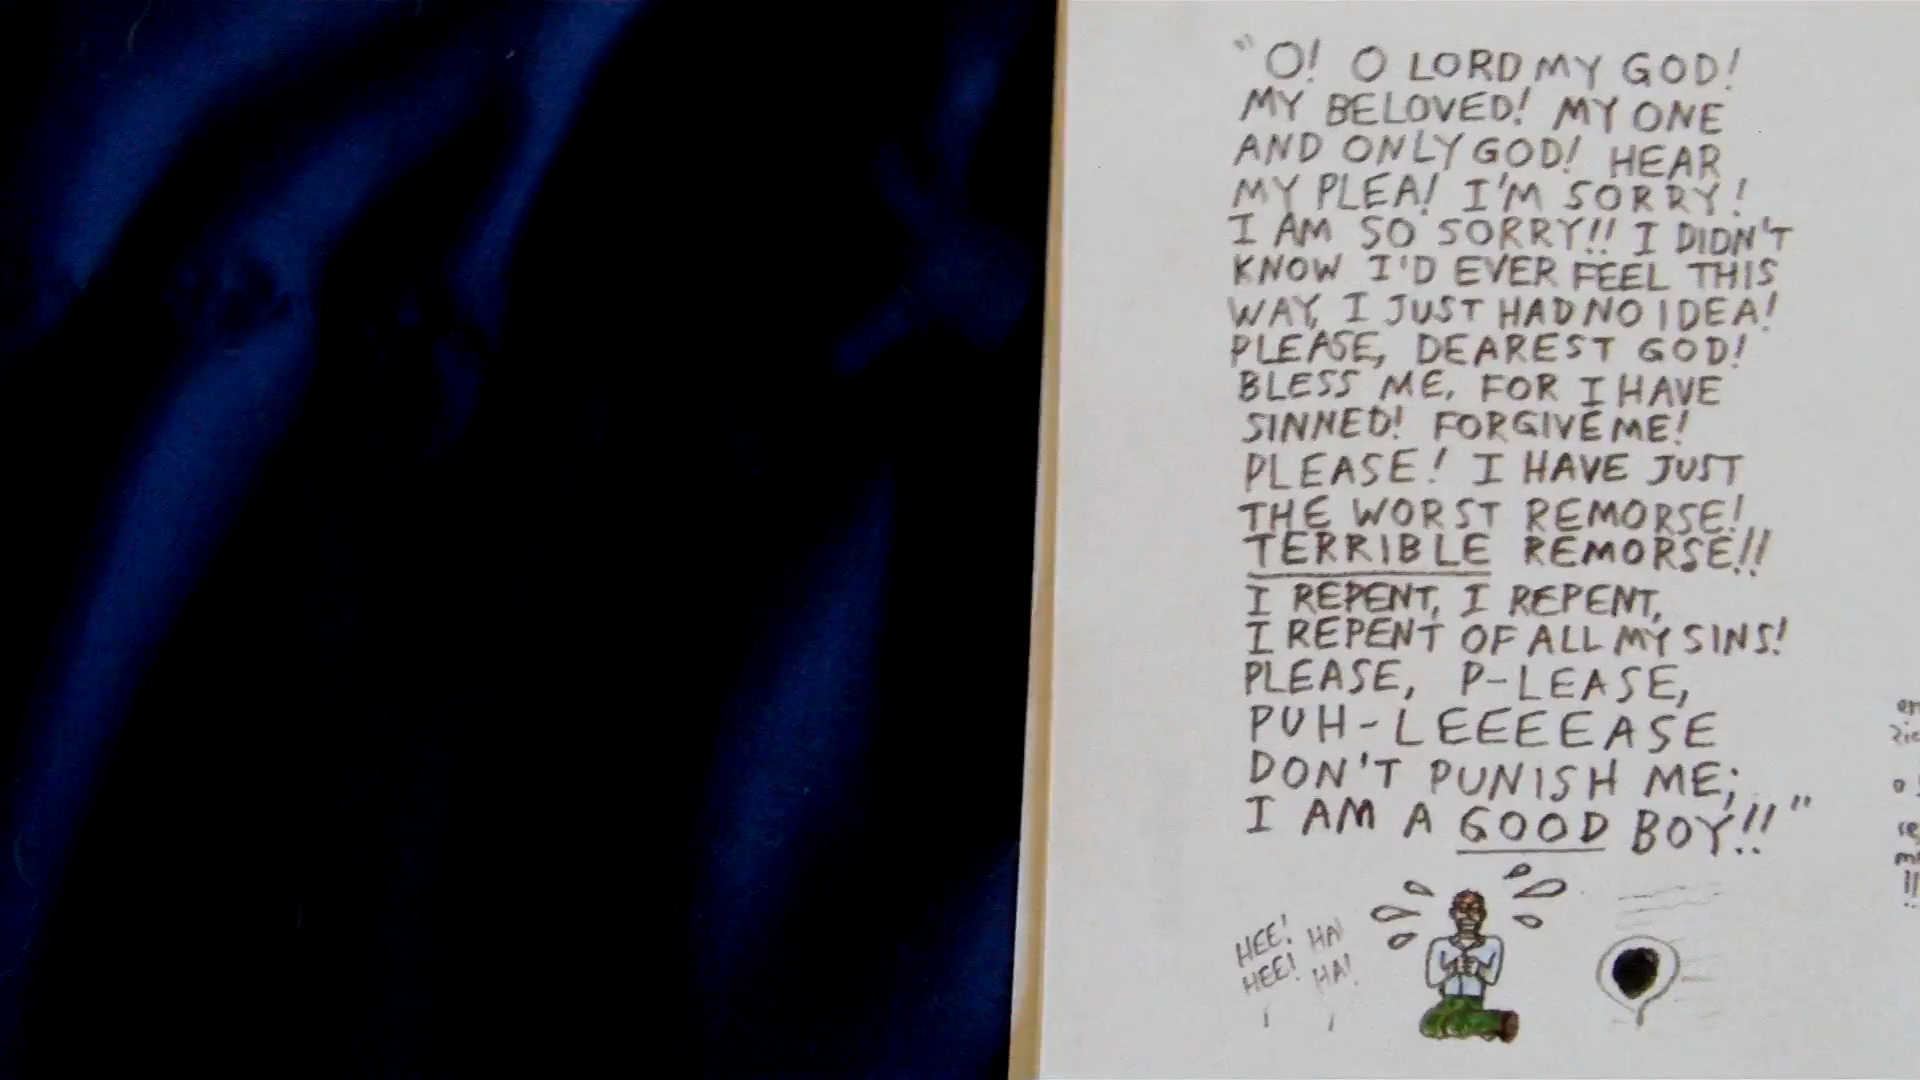 "O! O LORD MY GOD!
MY BELOVED! MY ONE
AND ONLY GOD! HEAR
MY PLEA! I'M SORRY!
I AM SO SORRY!! I DIDN'T
KNOW I'D EVER FEEL THIS
WAY, I JUST HAD NO IDEA!
PLEASE, DEAREST GOD!
BLESS ME, FOR I HAVE
SINNED! FORGIVE ME!
PLEASE! I HAVE JUST
THE WORST REMORSE!
TERRIBLE REMORSE!!
I REPENT, I REPENT,
I REPENT OF ALL MY SINS!
PLEASE, P-LEASE,
PUH-LEEEEASE
DON'T PUNISH ME;
I AM A GOOD BOY!!"
HEE! HA!
HEE! HA!